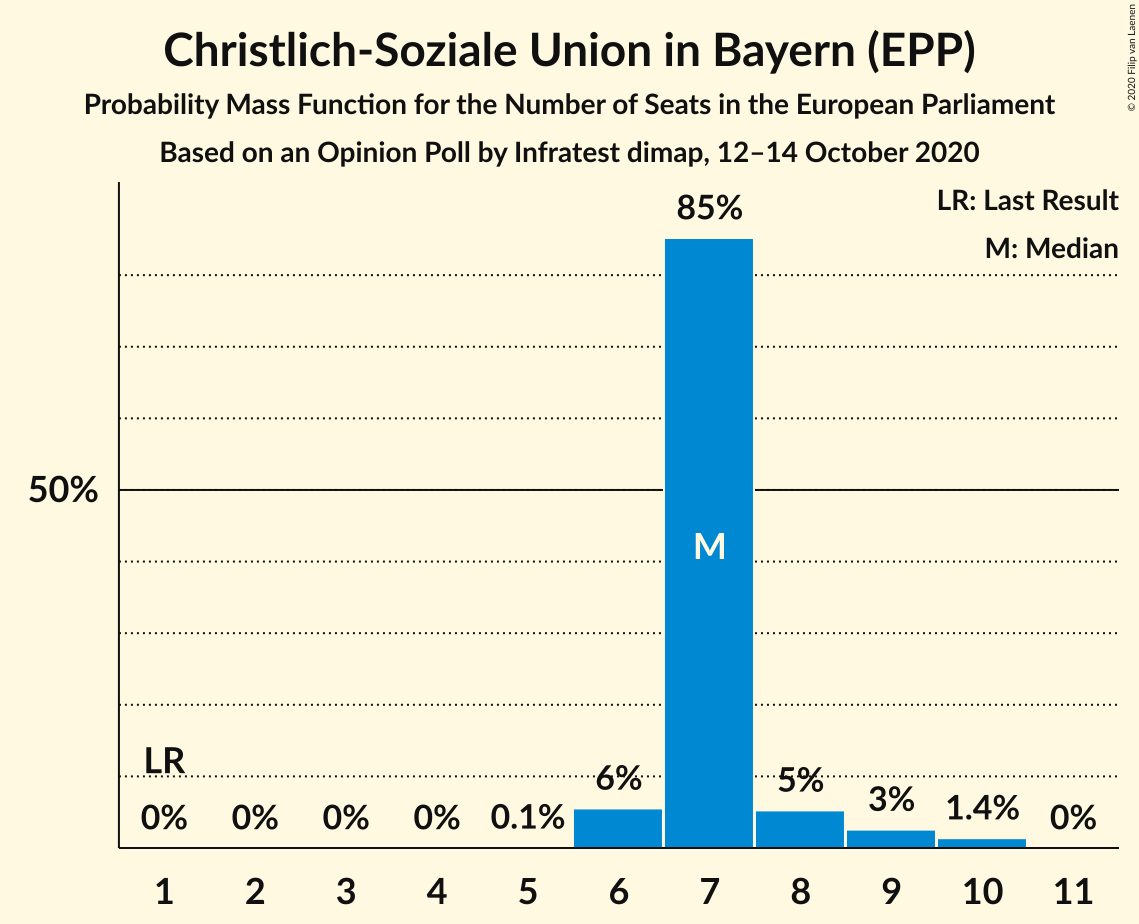 Christlich-Soziale Union in Bayern (EPP)
Probability Mass Function for the Number of Seats in the European Parliament
Based on an Opinion Poll by Infratest dimap, 12–14 October 2020
© 2020 Filip van Laenen
LR: Last Result
M: Median
85%
50%
M
LR
0% 0% 0% 0% 0.1% 6% 5% 3% 1.4% 0%
1 2 3 4 5 6 7 8 9 10 11